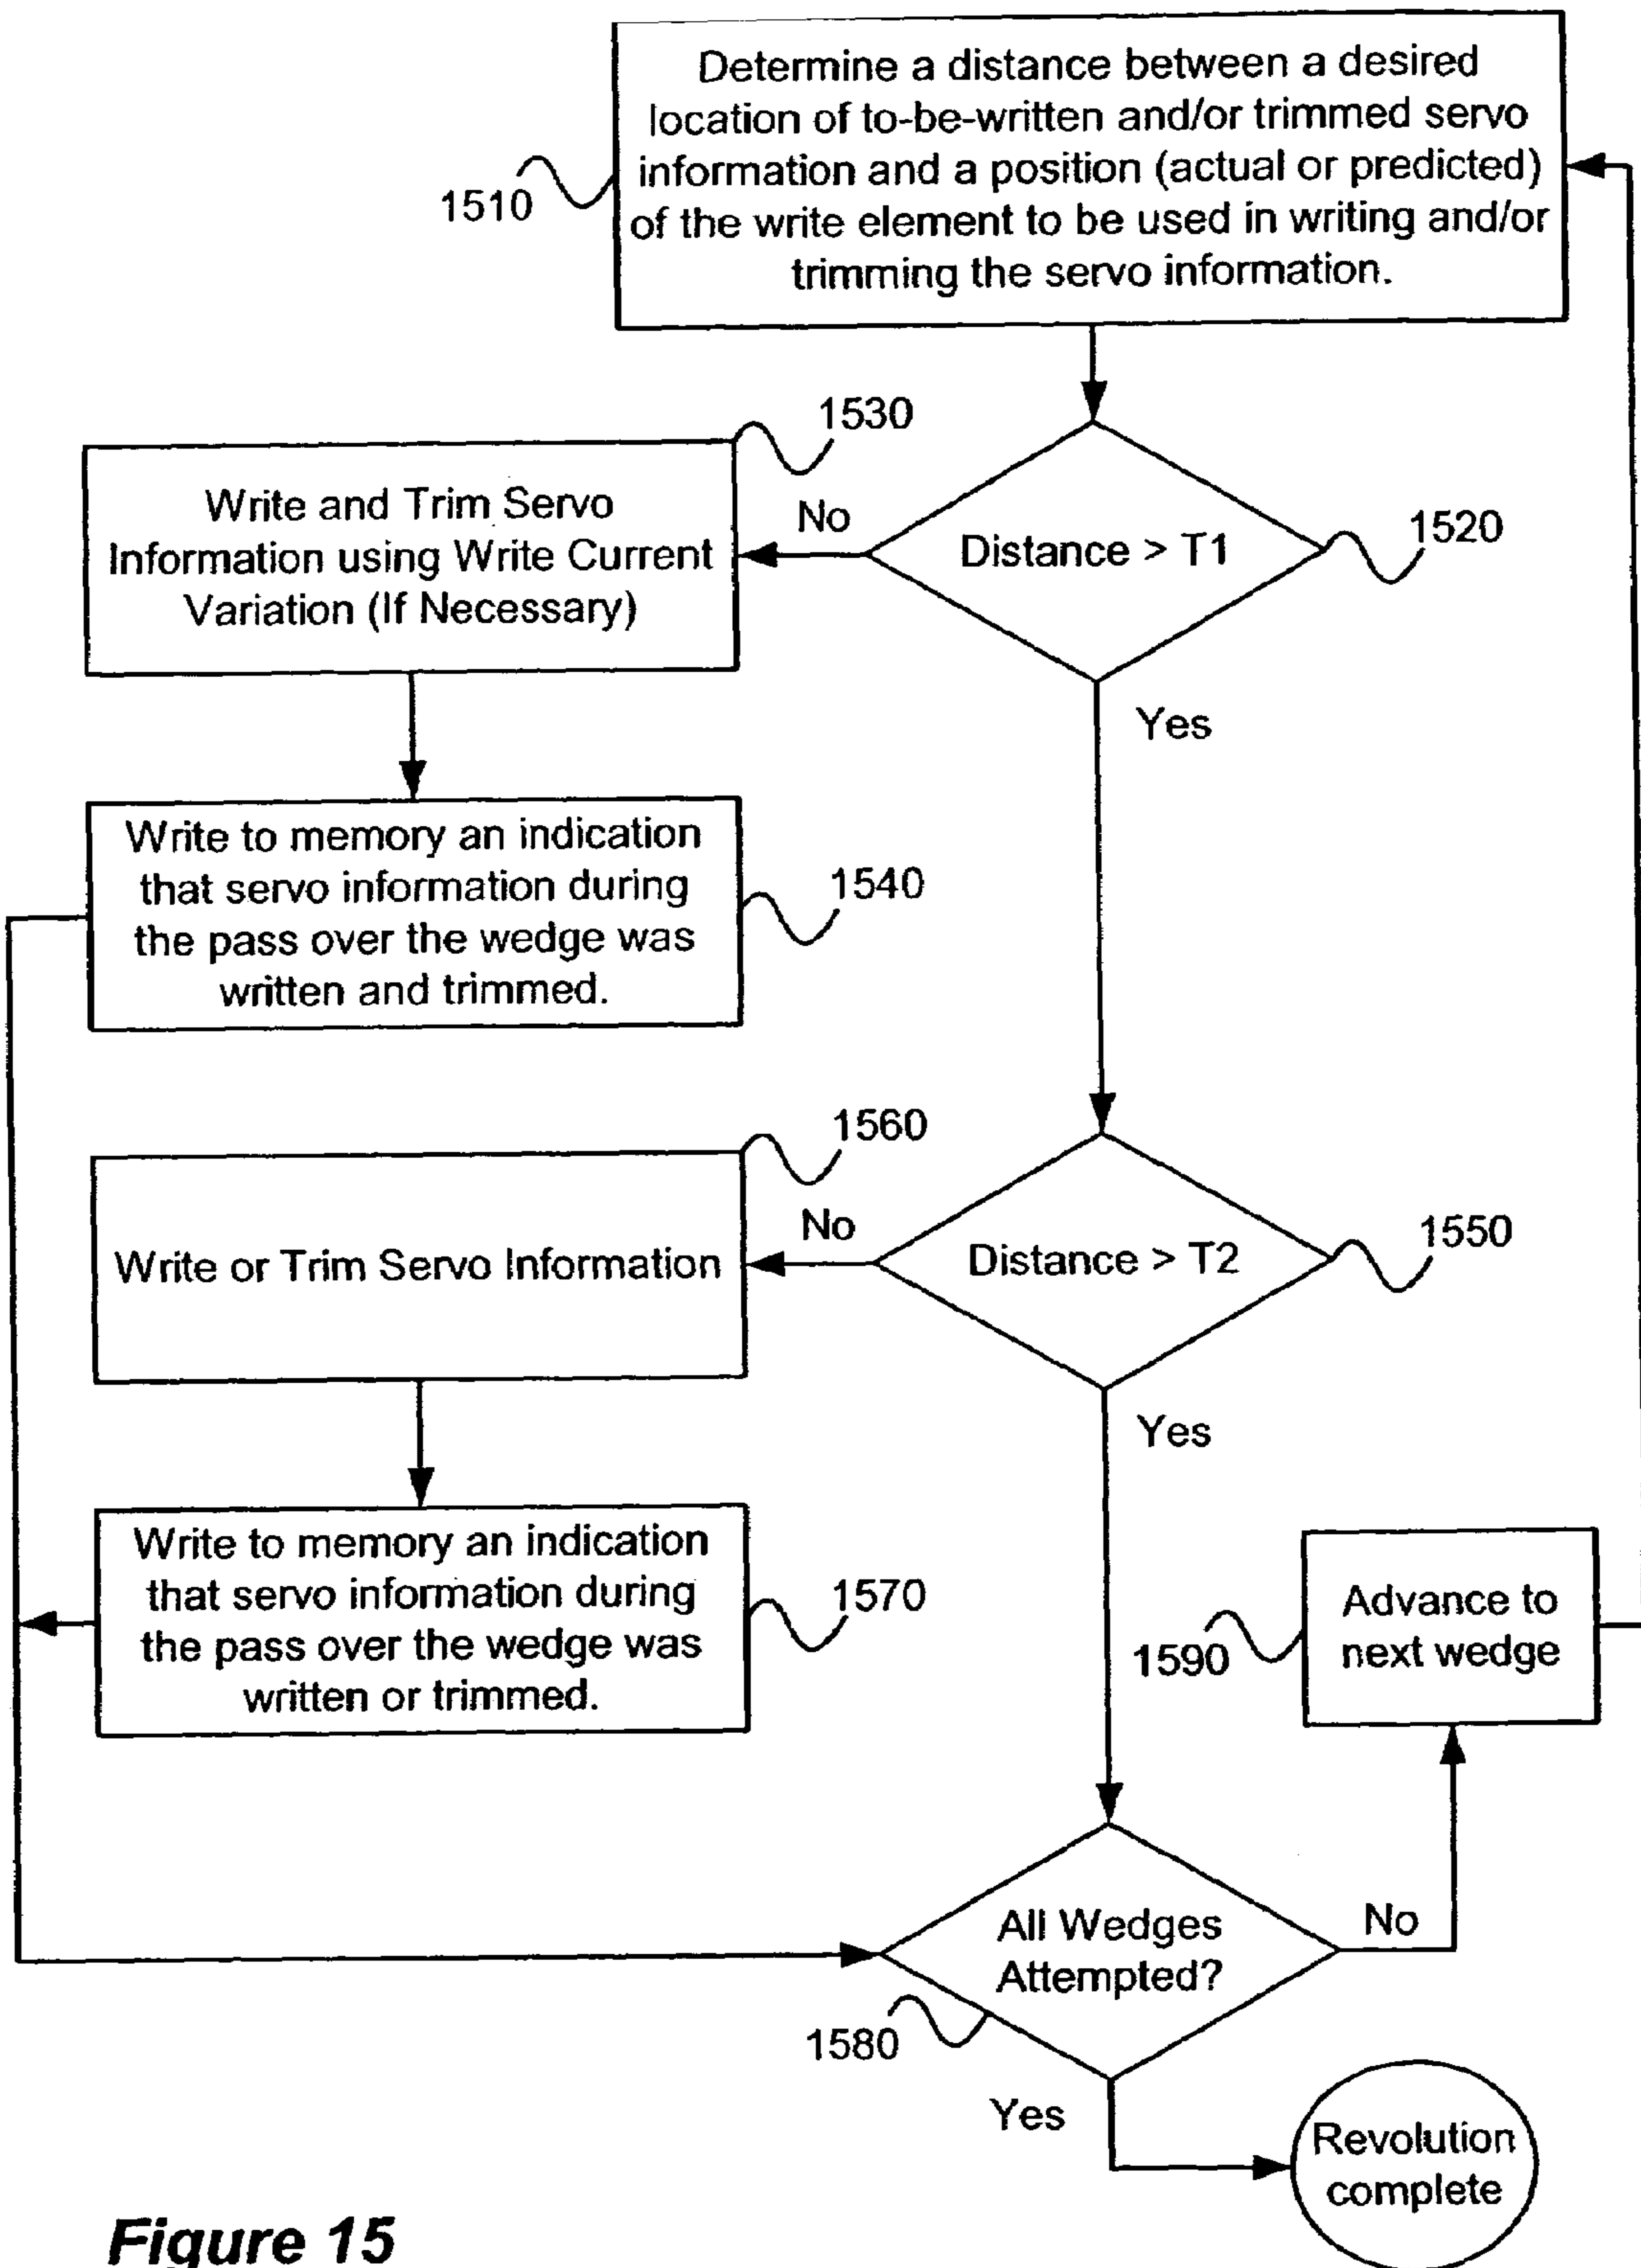 Determine a distance between a desired
location of to-be-written and/or trimmed servo
information and a position (actual or predicted)
of the write element to be used in writing and/or
trimming the servo information.
1510
1530
Write and Trim Servo
Information using Write Current
Variation (If Necessary)
No
Distance > T1
1520
Yes
Write to memory an indication
that servo information during
the pass over the wedge was
written and trimmed.
1540
1560
Write or Trim Servo Information
No
Distance > T2
1550
Yes
Write to memory an indication
that servo information during
the pass over the wedge was
written or trimmed.
1570
1590
Advance to
next wedge
All Wedges
Attempted?
No
1580
Yes
Revolution
complete
Figure 15